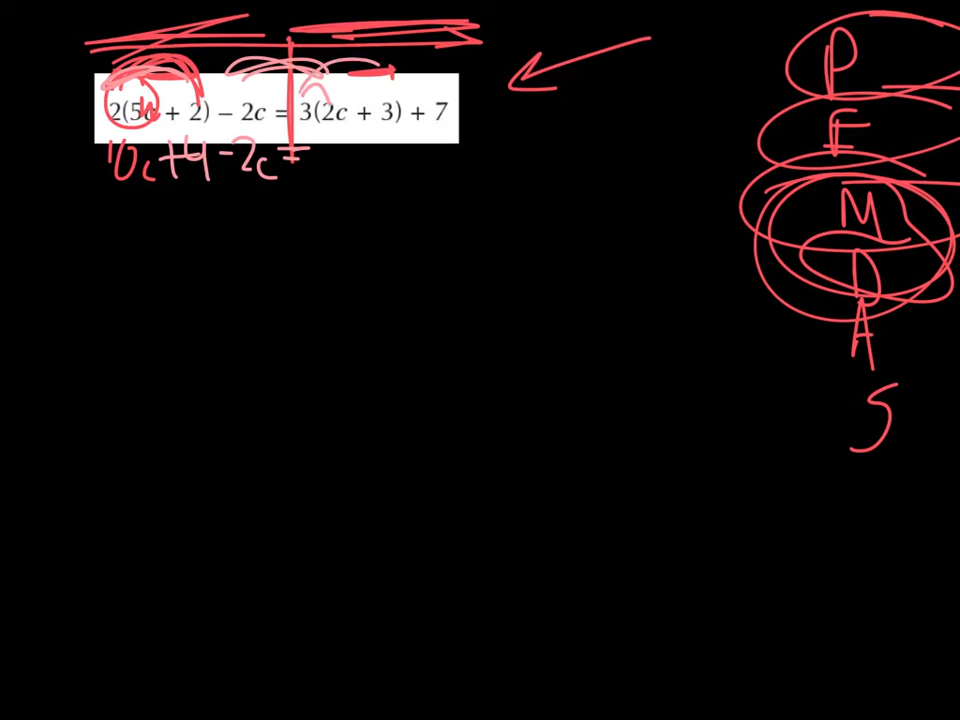 2(5c + 2) − 2c = 3(2c + 3) + 7
10c+4-2c=
P
E
M
D
A
S